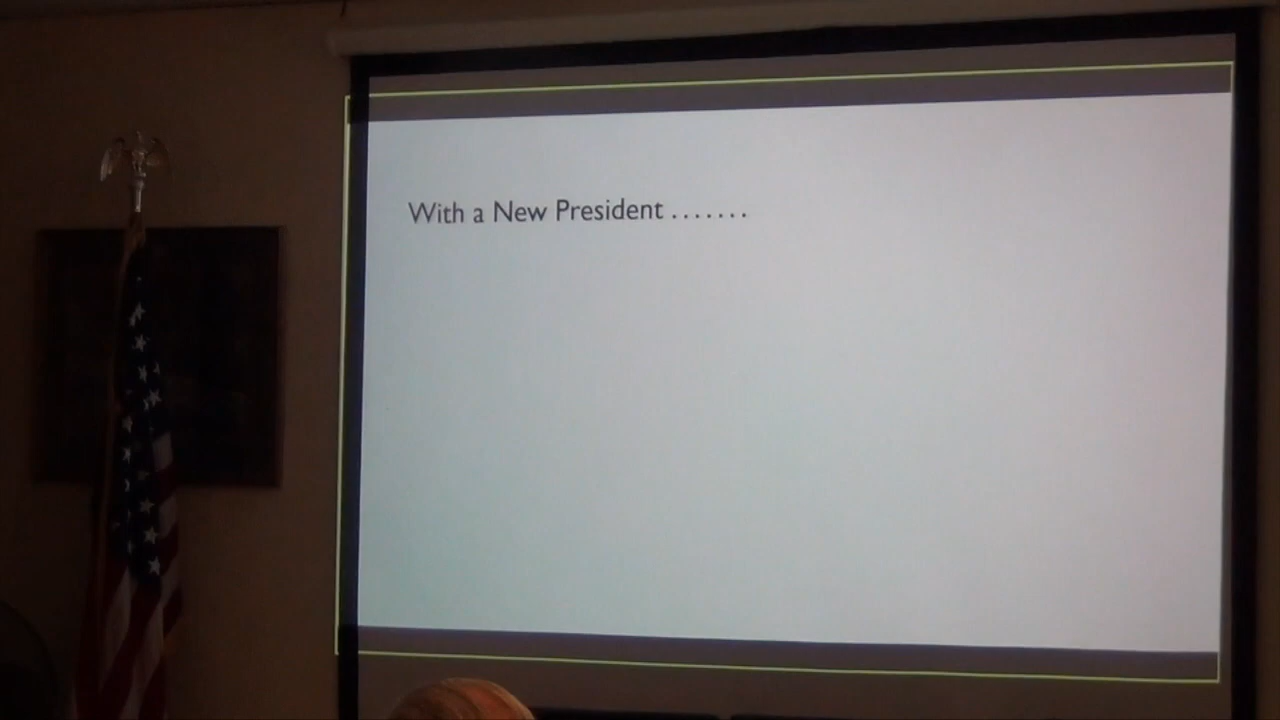 With a New President .......